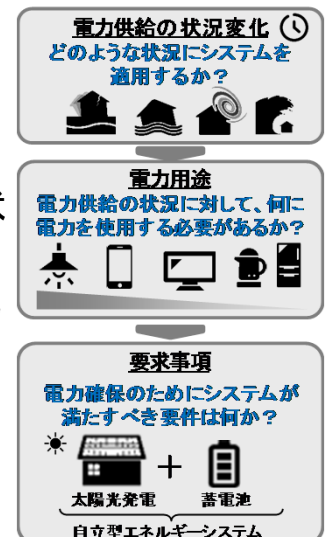 電力供給の状況変化
どのような状況にシステムを
適用するか？
電力用途
電力供給の状況に対して、何に
電力を使用する必要があるか？
要求事項
電力確保のためにシステムが
満たすべき要件は何か？
+
太陽光発電
蓄電池
自立型エネルギーシステム